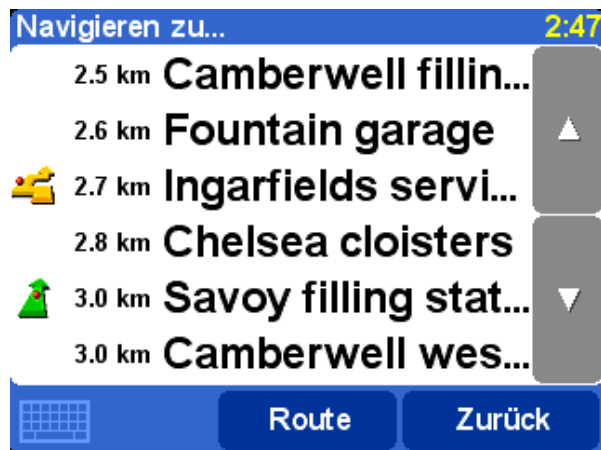 Navigieren zu... 2:47
2.5 km Camberwell fillin...
2.6 km Fountain garage
2.7 km Ingarfields servi...
2.8 km Chelsea cloisters
3.0 km Savoy filling stat...
3.0 km Camberwell wes...
Route Zurück